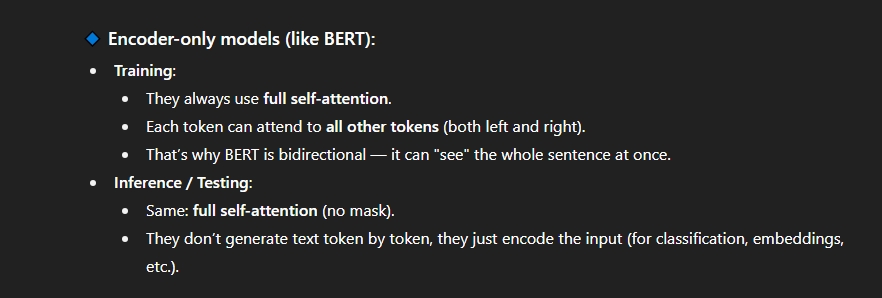 Encoder-only models (like BERT):
Training:
They always use full self-attention.
Each token can attend to all other tokens (both left and right).
That's why BERT is bidirectional — it can "see" the whole sentence at once.
Inference / Testing:
Same: full self-attention (no mask).
They don't generate text token by token, they just encode the input (for classification, embeddings,
etc.).